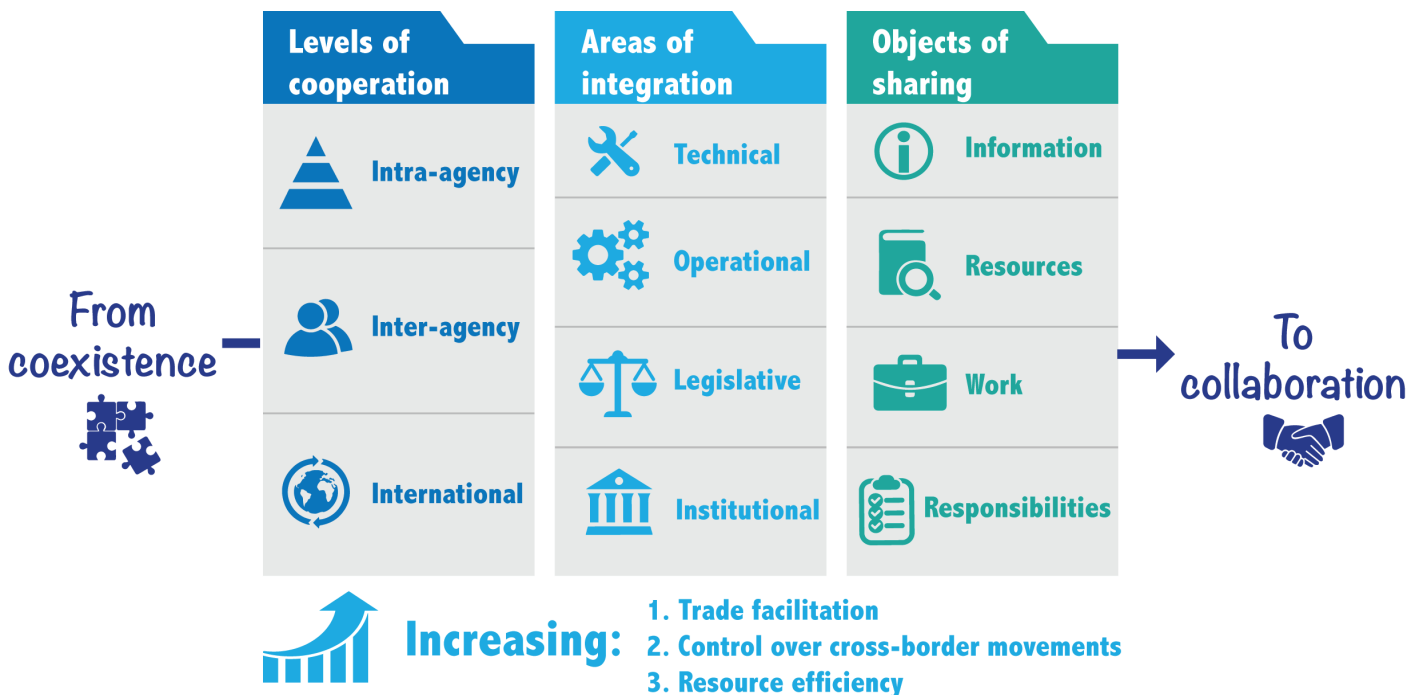 From
coexistence
Levels of
cooperation
Intra-agency
Inter-agency
International
Areas of
integration
Technical
Operational
Legislative
Institutional
Objects of
sharing
Information
Resources
Work
Responsibilities
To
collaboration
Increasing:
1. Trade facilitation
2. Control over cross-border movements
3. Resource efficiency